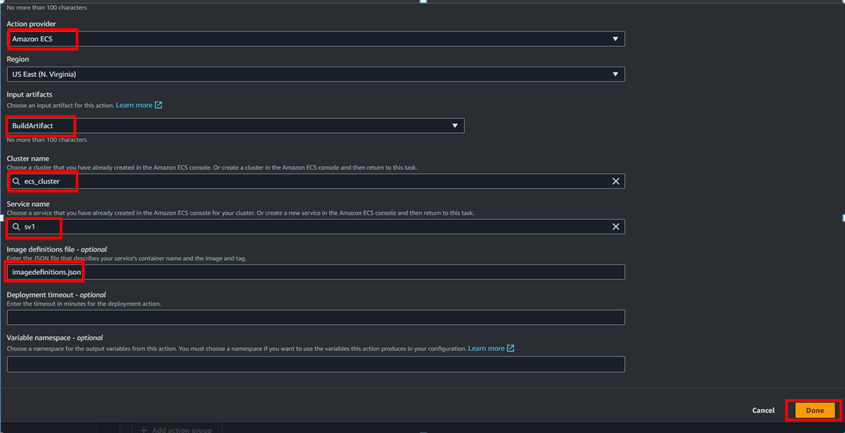 No more than 100 characters
Action provider
Amazon ECS
Region
US East (N. Virginia)
Input artifacts
Choose an input artifact for this action. Learn more
BuildArtifact
No more than 100 characters
Cluster name
Choose a cluster that you have already created in the Amazon ECS console. Or create a cluster in the Amazon ECS console and then return to this task.
ecs_cluster
Service name
Choose a service that you have already created in the Amazon ECS console for your cluster. Or create a new service in the Amazon ECS console and then return to this task.
sv1
Image definitions file - optional
Enter the JSON file that describes your service's container name and the image and tag.
imagedefinitions.json
Deployment timeout - optional
Enter the timeout in minutes for the deployment action.
Variable namespace - optional
Choose a namespace for the output variables from this action. You must choose a namespace if you want to use the variables this action produces in your configuration. Learn more
Cancel
Done
+ Add action group